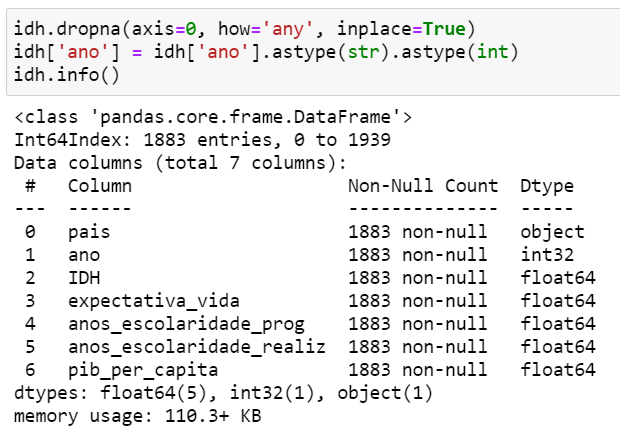 idh.dropna(axis=0, how='any', inplace=True)
idh['ano'] = idh['ano'].astype(str).astype(int)
idh.info()
<class 'pandas.core.frame.DataFrame'>
Int64Index: 1883 entries, 0 to 1939
Data columns (total 7 columns):
 #   Column                   Non-Null Count  Dtype
---  ------                   --------------  -----
 0   pais                     1883 non-null   object
 1   ano                      1883 non-null   int32
 2   IDH                      1883 non-null   float64
 3   expectativa_vida         1883 non-null   float64
 4   anos_escolaridade_prog   1883 non-null   float64
 5   anos_escolaridade_realiz 1883 non-null   float64
 6   pib_per_capita           1883 non-null   float64
dtypes: float64(5), int32(1), object(1)
memory usage: 110.3+ KB